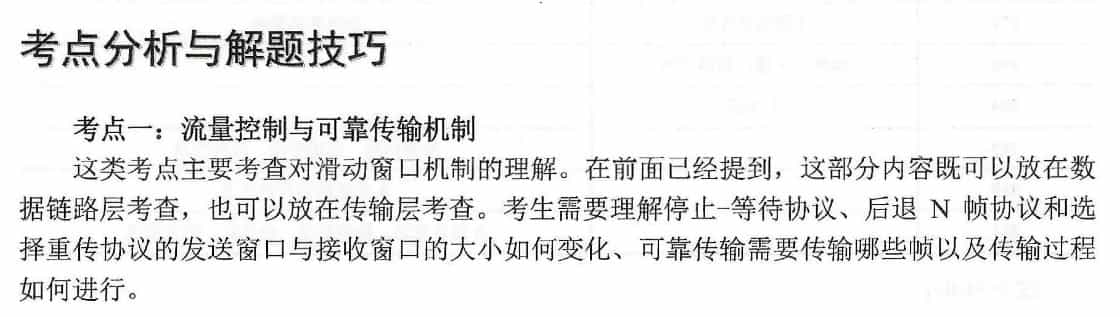 考点分析与解题技巧
考点一：流量控制与可靠传输机制
这类考点主要考查对滑动窗口机制的理解。在前面已经提到，这部分内容既可以放在数
据链路层考查，也可以放在传输层考查。考生需要理解停止-等待协议、后退 N 帧协议和选
择重传协议的发送窗口与接收窗口的大小如何变化、可靠传输需要传输哪些帧以及传输过程
如何进行。